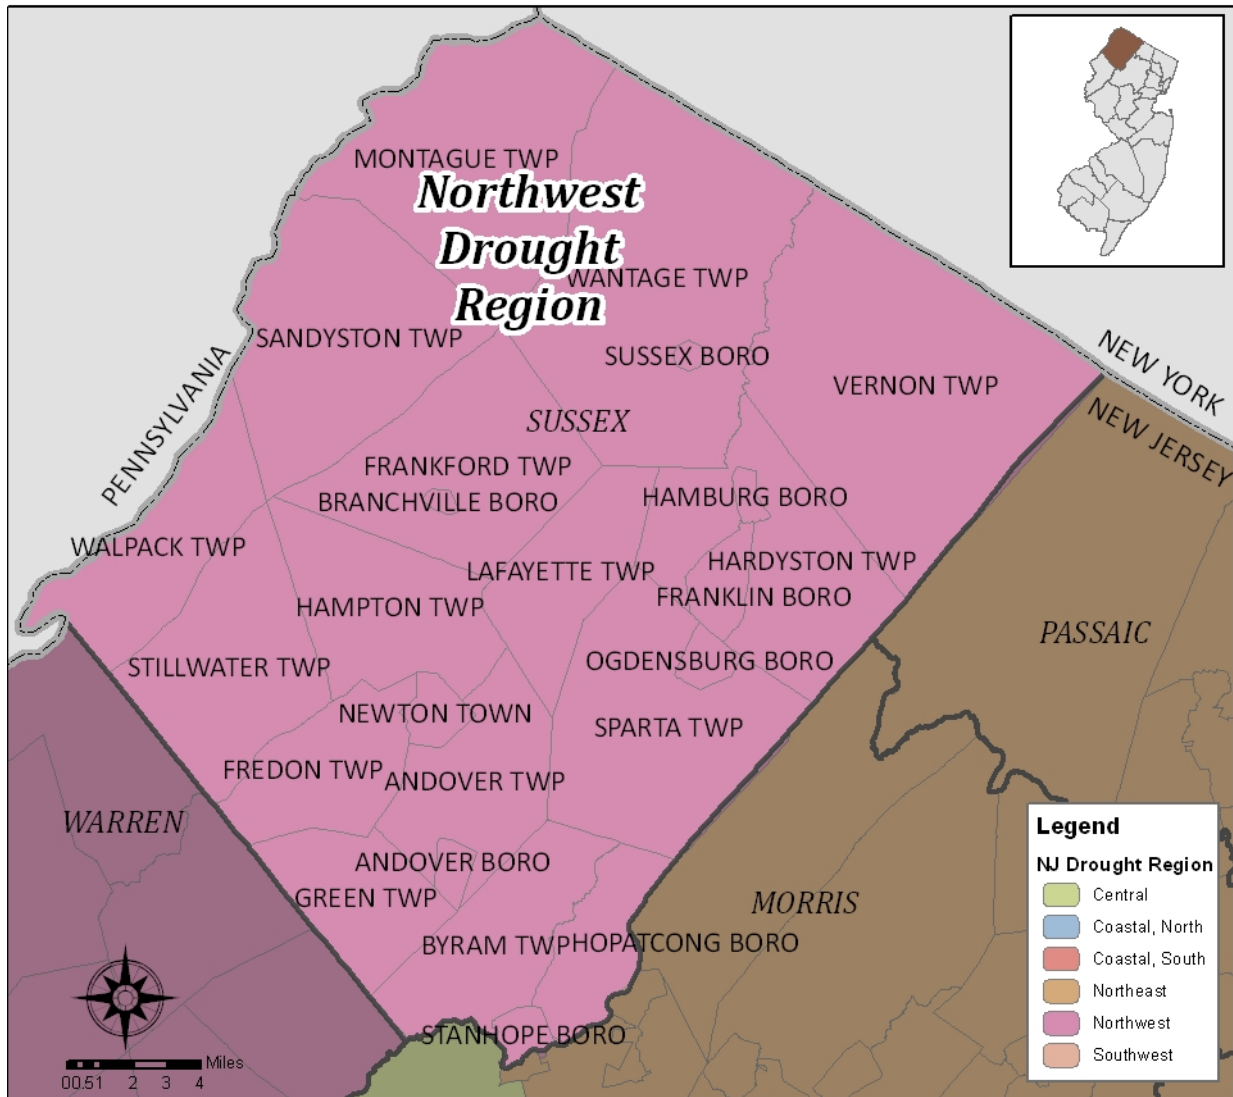 MONTAGUE TWP
Northwest
Drought
Region
WANTAGE TWP
SANDYSTON TWP
SUSSEX BORO
VERNON TWP
NEW YORK
NEW JERSEY
PENNSYLVANIA
SUSSEX
FRANKFORD TWP
BRANCHVILLE BORO
HAMBURG BORO
WALPACK TWP
LAFAYETTE TWP
HARDYSTON TWP
HAMPTON TWP
FRANKLIN BORO
PASSAIC
STILLWATER TWP
OGDENSBURG BORO
NEWTON TOWN
SPARTA TWP
FREDON TWP
ANDOVER TWP
WARREN
ANDOVER BORO
GREEN TWP
MORRIS
BYRAM TWP
HOPATCONG BORO
STANHOPE BORO
Legend
NJ Drought Region
Central
Coastal, North
Coastal, South
Northeast
Northwest
Southwest
Miles
00.51 2 3 4